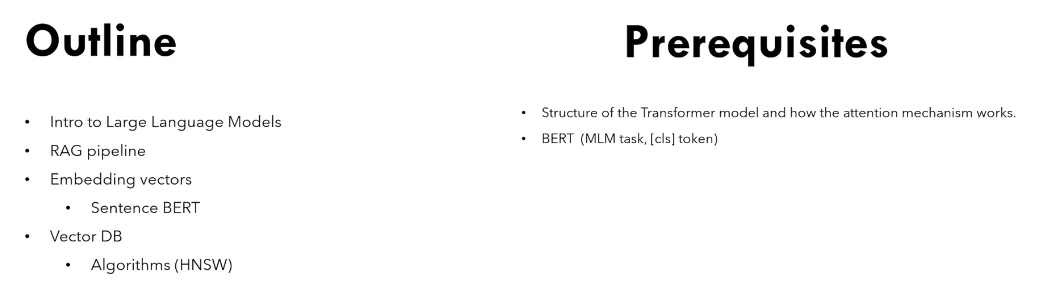 Outline
• Intro to Large Language Models
• RAG pipeline
• Embedding vectors
• Sentence BERT
• Vector DB
• Algorithms (HNSW)
Prerequisites
• Structure of the Transformer model and how the attention mechanism works.
• BERT (MLM task, [cls] token)